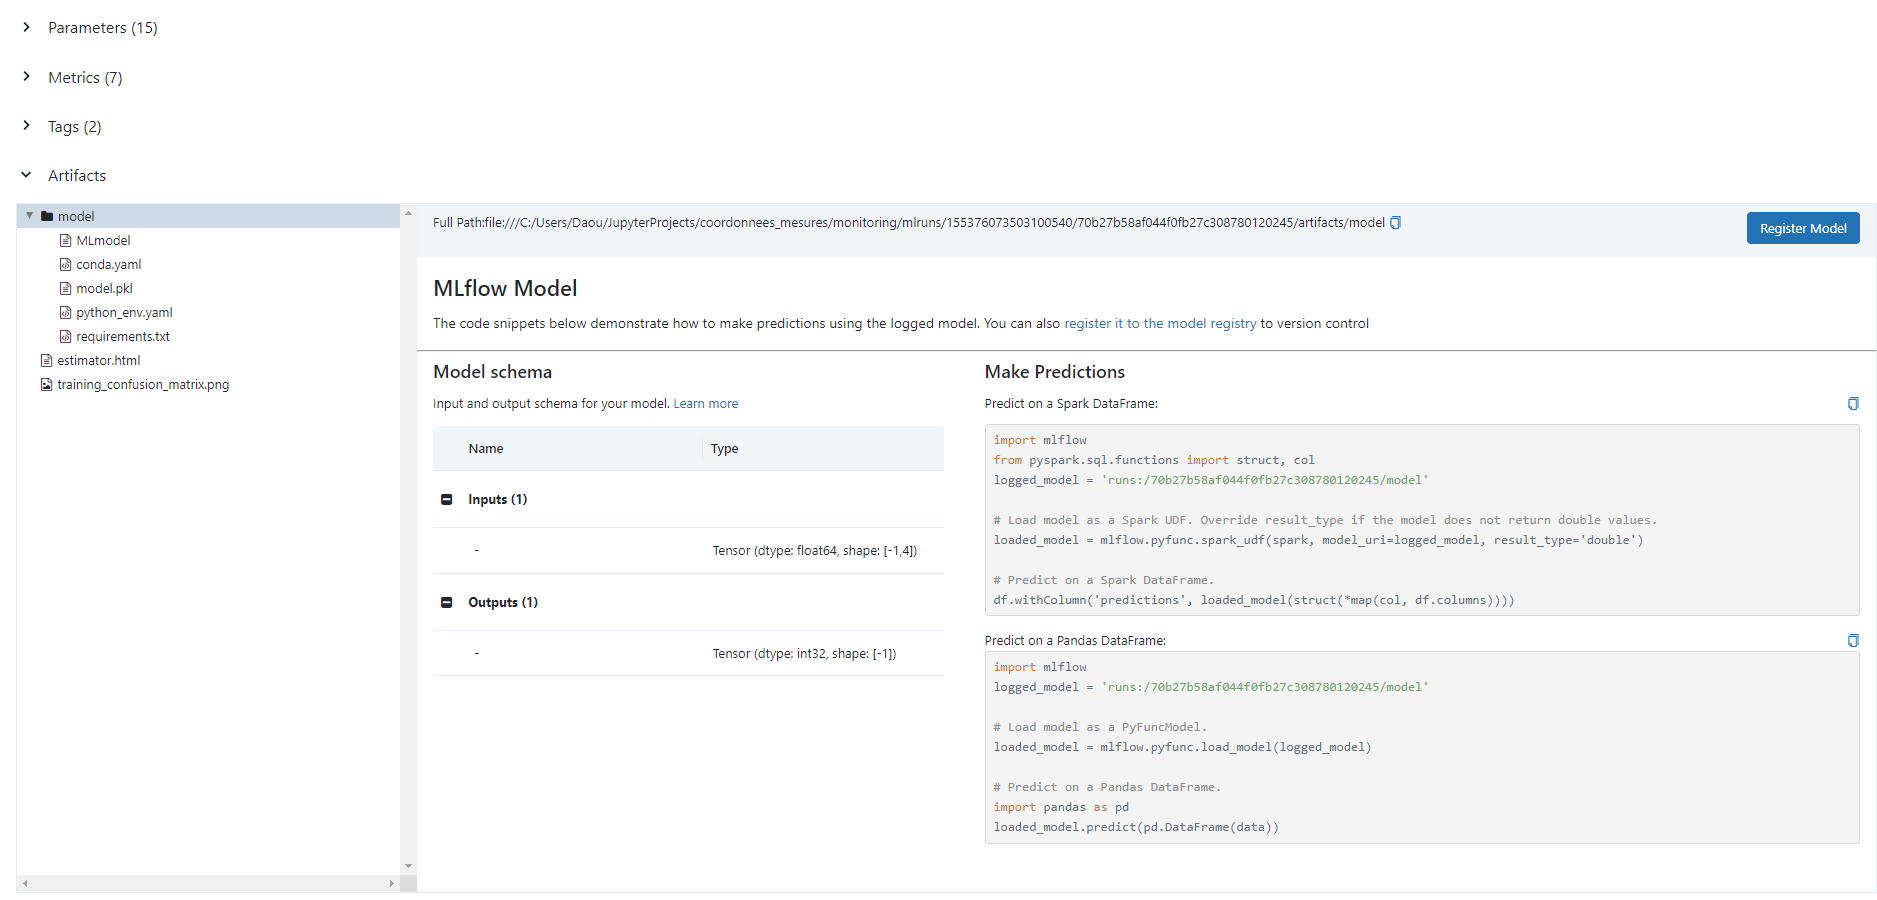 Parameters (15)
Metrics (7)
Tags (2)
Artifacts
model
MLmodel
conda.yaml
model.pkl
python_env.yaml
requirements.txt
estimator.html
training_confusion_matrix.png
Full Path:file:///C:/Users/Daou/JupyterProjects/coordonnees_mesures/monitoring/mlruns/155376073503100540/70b27b58af044f0fb27c308780120245/artifacts/model
Register Model
MLflow Model
The code snippets below demonstrate how to make predictions using the logged model. You can also register it to the model registry to version control
Model schema
Input and output schema for your model. Learn more
Name Type
Inputs (1)
- Tensor (dtype: float64, shape: [-1,4])
Outputs (1)
- Tensor (dtype: int32, shape: [-1])
Make Predictions
Predict on a Spark DataFrame:
import mlflow
from pyspark.sql.functions import struct, col
logged_model = 'runs:/70b27b58af044f0fb27c308780120245/model'
# Load model as a Spark UDF. Override result_type if the model does not return double values.
loaded_model = mlflow.pyfunc.spark_udf(spark, model_uri=logged_model, result_type='double')
# Predict on a Spark DataFrame.
df.withColumn('predictions', loaded_model(struct(*map(col, df.columns))))
Predict on a Pandas DataFrame:
import mlflow
logged_model = 'runs:/70b27b58af044f0fb27c308780120245/model'
# Load model as a PyFuncModel.
loaded_model = mlflow.pyfunc.load_model(logged_model)
# Predict on a Pandas DataFrame.
import pandas as pd
loaded_model.predict(pd.DataFrame(data))